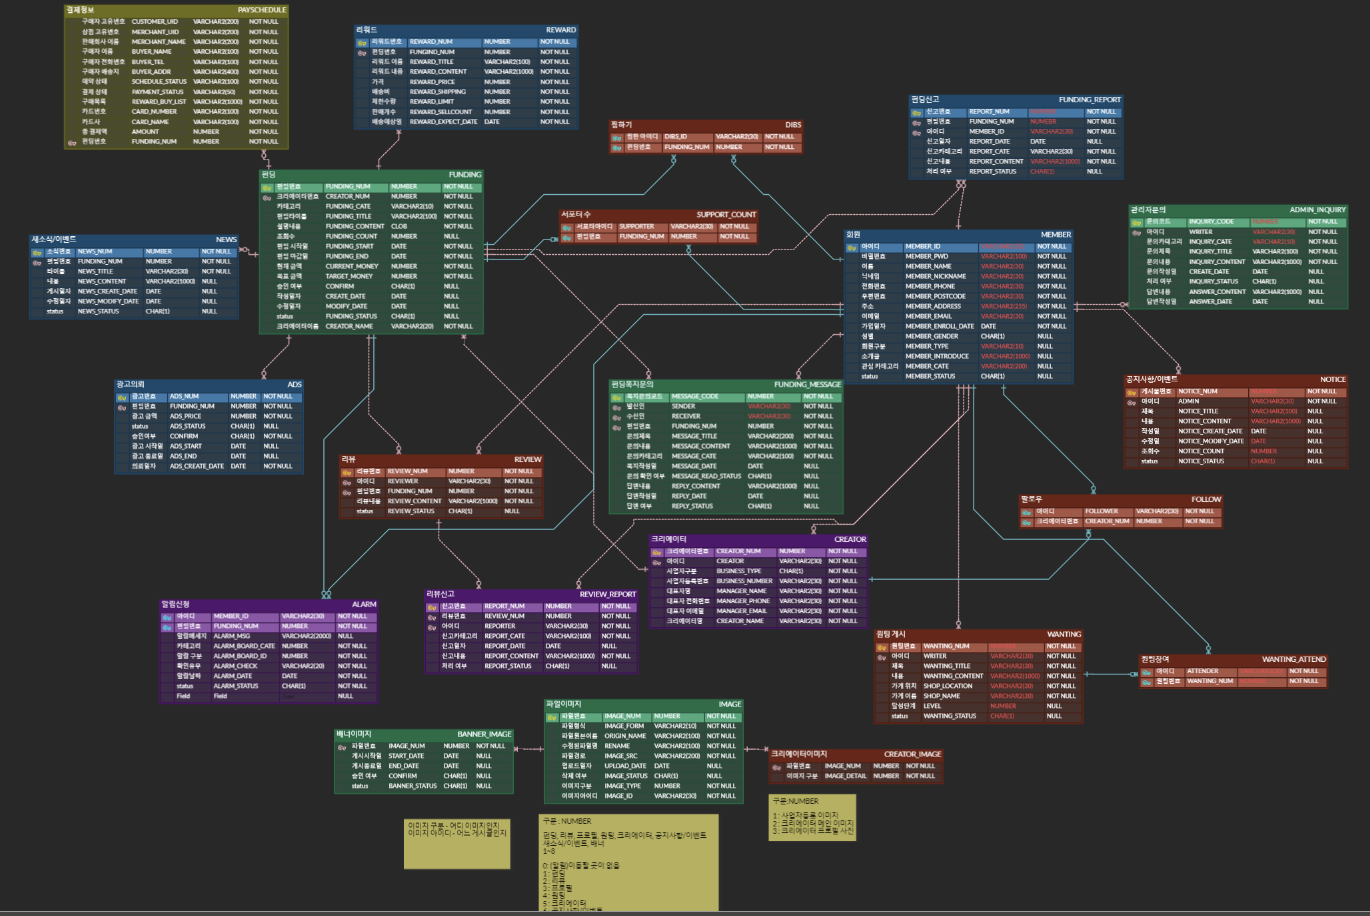 결제정보 PAYSCHEDULE
구매자 고유번호 CUSTOMER_UID VARCHAR2(200) NOT NULL
상점 고유번호 MERCHANT_UID VARCHAR2(200) NOT NULL
판매회사 이름 MERCHANT_NAME VARCHAR2(200) NOT NULL
구매자 이름 BUYER_NAME VARCHAR2(100) NOT NULL
구매자 전화번호 BUYER_TEL VARCHAR2(100) NOT NULL
구매자 배송지 BUYER_ADDR VARCHAR2(400) NOT NULL
예약 상태 SCHEDULE_STATUS VARCHAR2(100) NOT NULL
결제 상태 PAYMENT_STATUS VARCHAR2(50) NOT NULL
구매목록 REWARD_BUY_LIST VARCHAR2(1000) NOT NULL
카드번호 CARD_NUMBER VARCHAR2(100) NOT NULL
카드사 CARD_NAME VARCHAR2(100) NOT NULL
총 결제액 AMOUNT NUMBER NOT NULL
펀딩번호 FUNDING_NUM NUMBER NOT NULL
리워드 REWARD
리워드번호 REWARD_NUM NUMBER NOT NULL
펀딩번호 FUNGIND_NUM NUMBER NOT NULL
리워드 이름 REWARD_TITLE VARCHAR2(100) NOT NULL
리워드 내용 REWARD_CONTENT VARCHAR2(1000) NOT NULL
가격 REWARD_PRICE NUMBER NOT NULL
배송비 REWARD_SHIPPING NUMBER NOT NULL
제한수량 REWARD_LIMIT NUMBER NOT NULL
판매개수 REWARD_SELLCOUNT NUMBER NOT NULL
배송예상일 REWARD_EXPECT_DATE DATE NOT NULL
찜하기 DIBS
찜한 아이디 DIBS_ID VARCHAR2(30) NOT NULL
펀딩번호 FUNDING_NUM NUMBER NOT NULL
펀딩신고 FUNDING_REPORT
신고번호 REPORT_NUM NOT NULL
펀딩번호 FUNDING_NUM NUMBER NOT NULL
아이디 MEMBER_ID VARCHAR2(30) NOT NULL
신고일자 REPORT_DATE DATE NOT NULL
신고카테고리 REPORT_CATE VARCHAR2(30) NOT NULL
신고내용 REPORT_CONTENT VARCHAR2(1000) NOT NULL
처리 여부 REPORT_STATUS CHAR(1) NOT NULL
펀딩 FUNDING
펀딩번호 FUNDING_NUM NUMBER NOT NULL
크리에이터번호 CREATOR_NUM NUMBER NOT NULL
카테고리 FUNDING_CATE VARCHAR2(10) NOT NULL
펀딩타이틀 FUNDING_TITLE VARCHAR2(100) NOT NULL
설명내용 FUNDING_CONTENT CLOB NOT NULL
조회수 FUNDING_COUNT NUMBER NOT NULL
펀딩 시작일 FUNDING_START DATE NOT NULL
펀딩 마감일 FUNDING_END DATE NOT NULL
현재 금액 CURRENT_MONEY NUMBER NOT NULL
목표 금액 TARGET_MONEY NUMBER NOT NULL
승인 여부 CONFIRM CHAR(1) NOT NULL
작성일자 CREATE_DATE DATE NOT NULL
수정일자 MODIFY_DATE DATE NOT NULL
status FUNDING_STATUS CHAR(1) NOT NULL
크리에이터이름 CREATOR_NAME VARCHAR2(20) NOT NULL
서포터 수 SUPPORT_COUNT
서포터아이디 SUPPORTER VARCHAR2(30) NOT NULL
펀딩번호 FUNDING_NUM NUMBER NOT NULL
새소식/이벤트 NEWS
소식번호 NEWS_NUM NUMBER NOT NULL
펀딩번호 FUNDING_NUM NUMBER NOT NULL
타이틀 NEWS_TITLE VARCHAR2(30) NOT NULL
내용 NEWS_CONTENT VARCHAR2(1000) NOT NULL
게시일자 NEWS_CREATE_DATE DATE NOT NULL
수정일자 NEWS_MODIFY_DATE DATE NOT NULL
status NEWS_STATUS CHAR(1) NOT NULL
회원 MEMBER
아이디 MEMBER_ID NOT NULL
비밀번호 MEMBER_PWD VARCHAR2(100) NOT NULL
이름 MEMBER_NAME VARCHAR2(30) NOT NULL
닉네임 MEMBER_NICKNAME VARCHAR2(30) NOT NULL
전화번호 MEMBER_PHONE VARCHAR2(30) NOT NULL
우편번호 MEMBER_POSTCODE VARCHAR2(30) NOT NULL
주소 MEMBER_ADDRESS VARCHAR2(255) NOT NULL
이메일 MEMBER_EMAIL VARCHAR2(30) NOT NULL
가입일자 MEMBER_ENROLL_DATE DATE NOT NULL
성별 MEMBER_GENDER CHAR(1) NOT NULL
회원구분 MEMBER_TYPE VARCHAR2(10) NULL
소개글 MEMBER_INTRODUCE VARCHAR2(1000) NULL
관심 카테고리 MEMBER_CATE VARCHAR2(200) NULL
status MEMBER_STATUS CHAR(1) NULL
관리자문의 ADMIN_INQUIRY
문의코드 INQUIRY_CODE NOT NULL
아이디 WRITER VARCHAR2(30) NOT NULL
문의카테고리 INQUIRY_CATE VARCHAR2(10) NOT NULL
문의제목 INQUIRY_TITLE VARCHAR2(100) NOT NULL
문의내용 INQUIRY_CONTENT VARCHAR2(1000) NOT NULL
문의작성일 CREATE_DATE DATE NOT NULL
처리 여부 INQUIRY_STATUS CHAR(1) NOT NULL
답변내용 ANSWER_CONTENT VARCHAR2(1000) NULL
답변작성일 ANSWER_DATE DATE NULL
광고의뢰 ADS
광고번호 ADS_NUM NUMBER NOT NULL
펀딩번호 FUNDING_NUM NUMBER NOT NULL
광고 금액 ADS_PRICE NUMBER NOT NULL
status ADS_STATUS CHAR(1) NULL
승인여부 CONFIRM CHAR(1) NOT NULL
광고 시작일 ADS_START DATE NULL
광고 종료일 ADS_END DATE NULL
의뢰일자 ADS_CREATE_DATE DATE NOT NULL
펀딩쪽지문의 FUNDING_MESSAGE
쪽지문의코드 MESSAGE_CODE NUMBER NOT NULL
발신인 SENDER VARCHAR2(30) NOT NULL
수신인 RECEIVER VARCHAR2(30) NOT NULL
펀딩번호 FUNDING_NUM NUMBER NOT NULL
문의제목 MESSAGE_TITLE VARCHAR2(200) NOT NULL
문의내용 MESSAGE_CONTENT VARCHAR2(1000) NOT NULL
문의카테고리 MESSAGE_CATE VARCHAR2(100) NOT NULL
쪽지작성일 MESSAGE_DATE DATE NOT NULL
문의 확인 여부 MESSAGE_READ_STATUS CHAR(1) NOT NULL
답변내용 REPLY_CONTENT VARCHAR2(1000) NULL
답변작성일 REPLY_DATE DATE NULL
답변 여부 REPLY_STATUS CHAR(1) NOT NULL
공지사항/이벤트 NOTICE
게시물번호 NOTICE_NUM NOT NULL
아이디 ADMIN VARCHAR2(30) NOT NULL
제목 NOTICE_TITLE VARCHAR2(100) NOT NULL
내용 NOTICE_CONTENT VARCHAR2(1000) NOT NULL
작성일 NOTICE_CREATE_DATE DATE NOT NULL
수정일 NOTICE_MODIFY_DATE DATE NOT NULL
조회수 NOTICE_COUNT NUMBER NOT NULL
status NOTICE_STATUS CHAR(1) NOT NULL
리뷰 REVIEW
리뷰번호 REVIEW_NUM NUMBER NOT NULL
아이디 REVIEWER VARCHAR2(30) NOT NULL
펀딩번호 FUNDING_NUM NUMBER NOT NULL
리뷰내용 REVIEW_CONTENT VARCHAR2(1000) NOT NULL
status REVIEW_STATUS CHAR(1) NULL
팔로우 FOLLOW
아이디 FOLLOWER VARCHAR2(30) NOT NULL
크리에이터번호 CREATOR_NUM NUMBER NOT NULL
크리에이터 CREATOR
크리에이터번호 CREATOR_NUM NUMBER NOT NULL
아이디 CREATOR VARCHAR2(30) NOT NULL
사업자구분 BUSINESS_TYPE CHAR(1) NOT NULL
사업자등록번호 BUSINESS_NUMBER VARCHAR2(30) NOT NULL
대표자명 MANAGER_NAME VARCHAR2(30) NOT NULL
대표자 전화번호 MANAGER_PHONE VARCHAR2(30) NOT NULL
대표자 이메일 MANAGER_EMAIL VARCHAR2(30) NOT NULL
크리에이터명 CREATOR_NAME VARCHAR2(30) NOT NULL
알림신청 ALARM
아이디 MEMBER_ID VARCHAR2(30) NOT NULL
펀딩번호 FUNDING_NUM NUMBER NOT NULL
알람메세지 ALARM_MSG VARCHAR2(2000) NULL
카테고리 ALARM_BOARD_CATE NUMBER NOT NULL
알람 구분 ALARM_BOARD_ID NUMBER NOT NULL
확인유무 ALARM_CHECK VARCHAR2(20) NOT NULL
알람날짜 ALARM_DATE DATE NOT NULL
status ALARM_STATUS CHAR(1) NOT NULL
Field Field NOT NULL
리뷰신고 REVIEW_REPORT
신고번호 REPORT_NUM NUMBER NOT NULL
리뷰번호 REVIEW_NUM NUMBER NOT NULL
아이디 REPORTER VARCHAR2(30) NOT NULL
신고카테고리 REPORT_CATE VARCHAR2(100) NOT NULL
신고일자 REPORT_DATE DATE NULL
신고내용 REPORT_CONTENT VARCHAR2(1000) NOT NULL
처리 여부 REPORT_STATUS CHAR(1) NULL
원팅 게시 WANTING
원팅번호 WANTING_NUM NOT NULL
아이디 WRITER VARCHAR2(30) NOT NULL
제목 WANTING_TITLE VARCHAR2(30) NOT NULL
내용 WANTING_CONTENT VARCHAR2(1000) NOT NULL
가게 위치 SHOP_LOCATION VARCHAR2(30) NOT NULL
가게 이름 SHOP_NAME VARCHAR2(30) NOT NULL
달성단계 LEVEL NUMBER NOT NULL
status WANTING_STATUS CHAR(1) NULL
원팅참여 WANTING_ATTEND
아이디 ATTENDER NOT NULL
원팅번호 WANTING_NUM NOT NULL
파일이미지 IMAGE
파일번호 IMAGE_NUM NUMBER NOT NULL
파일형식 IMAGE_FORM VARCHAR2(10) NOT NULL
파일원본이름 ORIGIN_NAME VARCHAR2(100) NOT NULL
수정된파일명 RENAME VARCHAR2(100) NOT NULL
파일경로 IMAGE_SRC VARCHAR2(200) NOT NULL
업로드일자 UPLOAD_DATE DATE NULL
삭제 여부 IMAGE_STATUS CHAR(1) NULL
이미지구분 IMAGE_TYPE NUMBER NOT NULL
이미지아이디 IMAGE_ID VARCHAR2(30) NOT NULL
배너이미지 BANNER_IMAGE
파일번호 IMAGE_NUM NUMBER NOT NULL
게시시작일 START_DATE DATE NULL
게시종료일 END_DATE DATE NULL
승인 여부 CONFIRM CHAR(1) NULL
status BANNER_STATUS CHAR(1) NULL
크리에이터이미지 CREATOR_IMAGE
파일번호 IMAGE_NUM NUMBER NOT NULL
이미지 구분 IMAGE_DETAIL NUMBER NOT NULL
이미지 구분 - 어디 이미지인지
이미지 아이디 - 어느 게시글인지
구분 : NUMBER
펀딩, 리뷰, 프로필, 원팅, 크리에이터, 공지사항/이벤트
새소식/이벤트, 배너
1~8
0: (알람)이동할 곳이 없음
1 : 펀딩
2 : 리뷰
3 : 프로필
4 : 원팅
5 : 크리에이터
구분:NUMBER
1 : 사업자등록 이미지
2 : 크리에이터 메인 이미지
3 : 크리에이터 프로필 사진